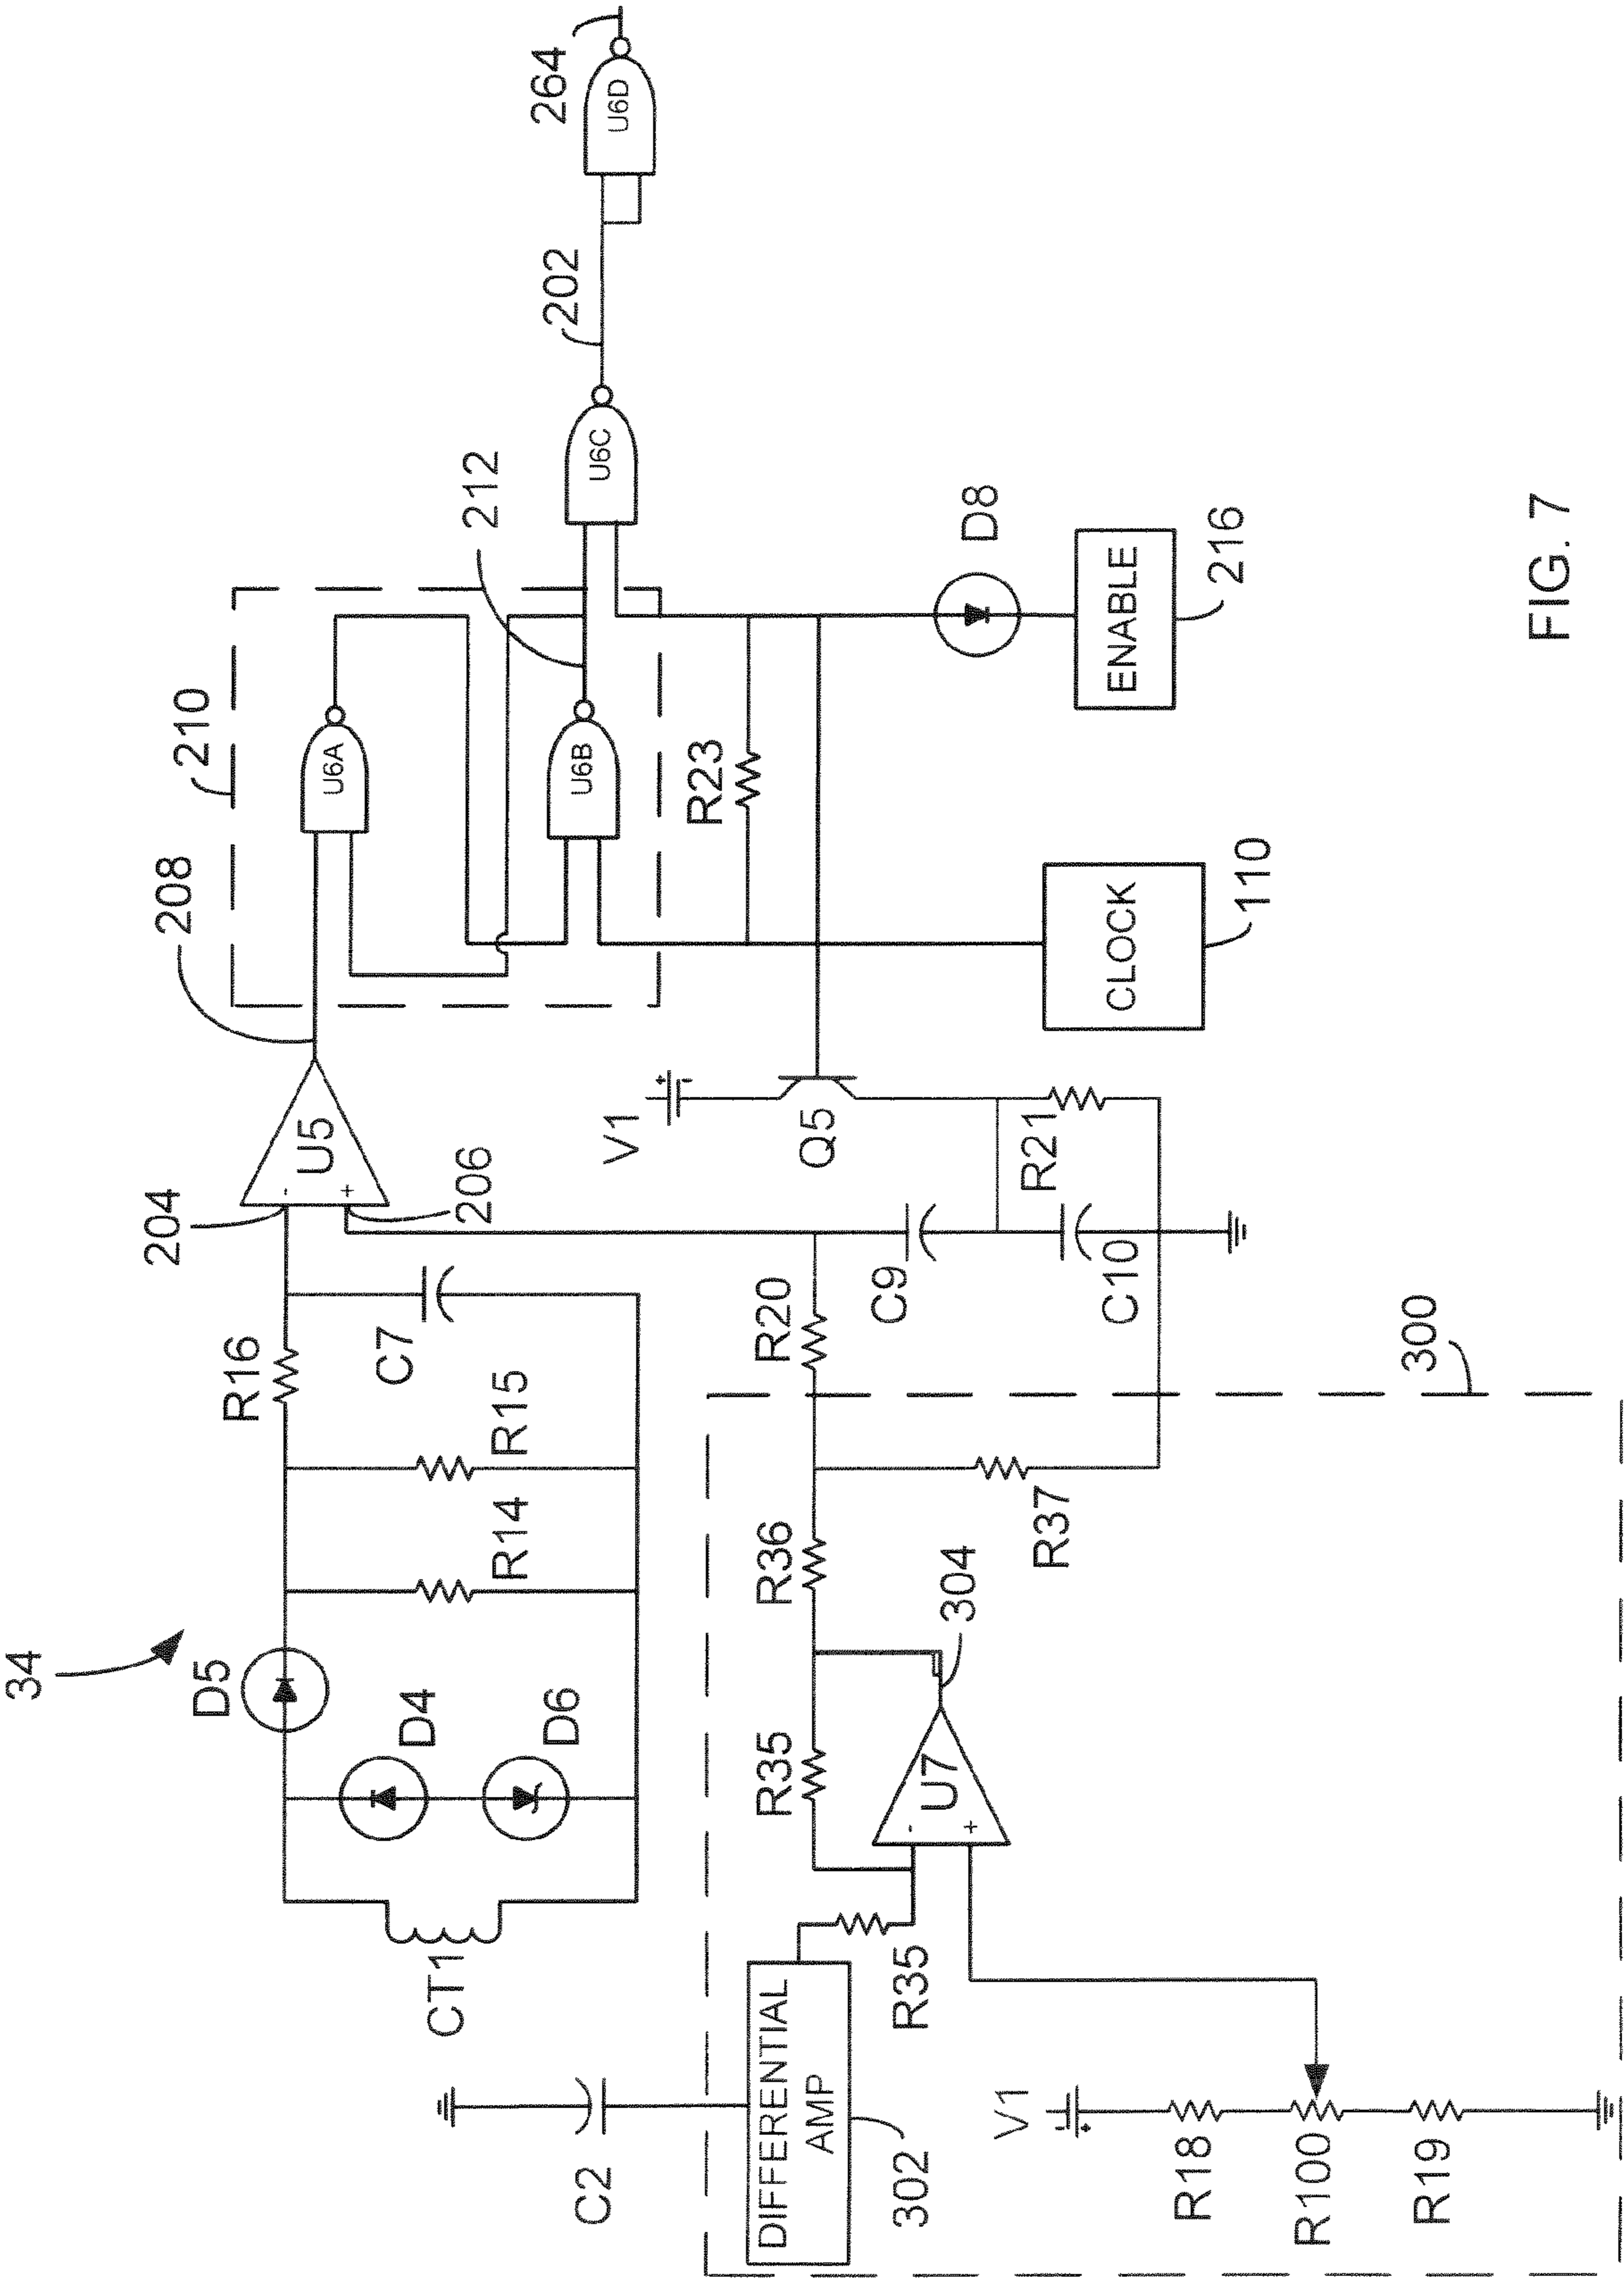 34
CT1
D5
D4
D6
R14
R15
R16
C7
204
206
-
+
U5
208
210
U6A
U6B
212
U6C
202
U6D
264
R23
D8
ENABLE
216
CLOCK
110
V1
+
-
Q5
R21
R20
C9
C10
300
C2
DIFFERENTIAL
AMP
302
R35
R35
-
+
U7
304
R36
R37
V1
-
+
R18
R100
R19
FIG. 7